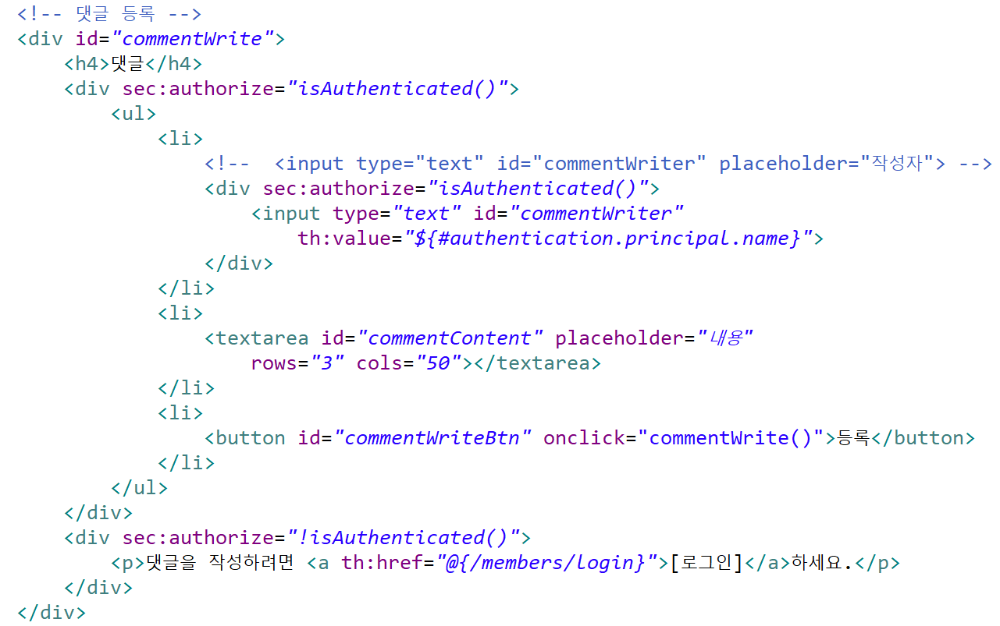 <!-- 댓글 등록 -->
<div id="commentWrite">
    <h4>댓글</h4>
    <div sec:authorize="isAuthenticated()">
        <ul>
            <li>
                <!--  <input type="text" id="commentWriter" placeholder="작성자"> -->
                <div sec:authorize="isAuthenticated()">
                    <input type="text" id="commentWriter"
                        th:value="${#authentication.principal.name}">
                </div>
            </li>
            <li>
                <textarea id="commentContent" placeholder="내용"
                    rows="3" cols="50"></textarea>
            </li>
            <li>
                <button id="commentWriteBtn" onclick="commentWrite()">등록</button>
            </li>
        </ul>
    </div>
    <div sec:authorize="!isAuthenticated()">
        <p>댓글을 작성하려면 <a th:href="@{/members/login}">[로그인]</a>하세요.</p>
    </div>
</div>